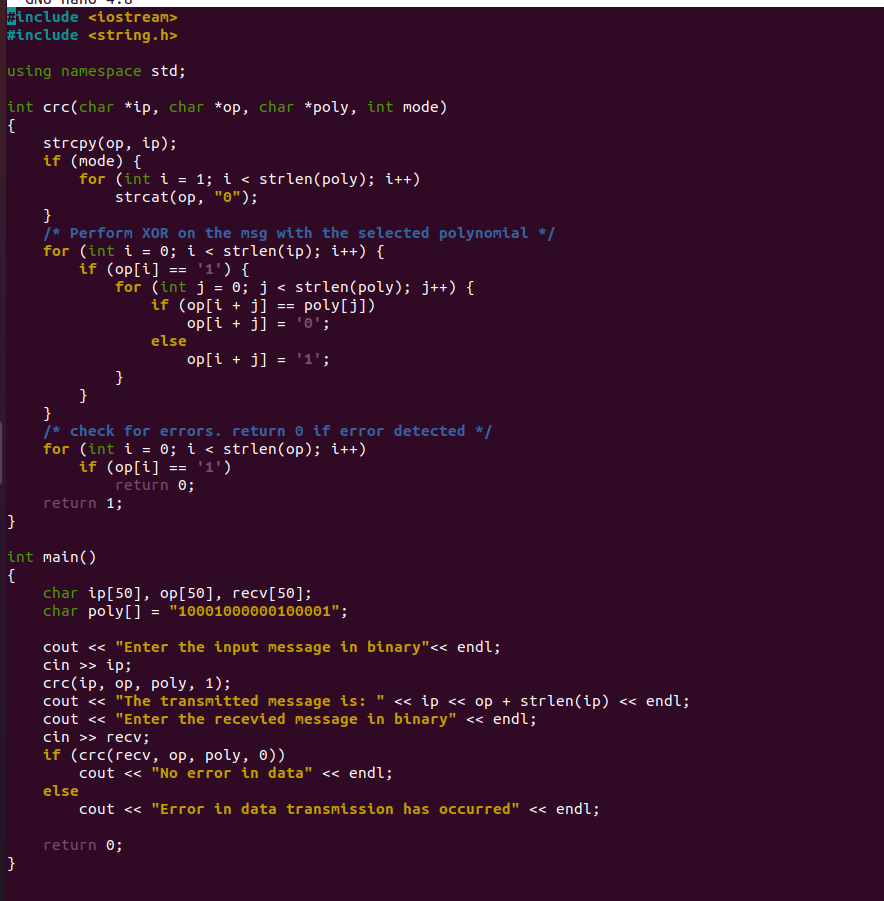 GNU nano 4.8
#include <iostream>
#include <string.h>

using namespace std;

int crc(char *ip, char *op, char *poly, int mode)
{
    strcpy(op, ip);
    if (mode) {
        for (int i = 1; i < strlen(poly); i++)
            strcat(op, "0");
    }
    /* Perform XOR on the msg with the selected polynomial */
    for (int i = 0; i < strlen(ip); i++) {
        if (op[i] == '1') {
            for (int j = 0; j < strlen(poly); j++) {
                if (op[i + j] == poly[j])
                    op[i + j] = '0';
                else
                    op[i + j] = '1';
            }
        }
    }
    /* check for errors. return 0 if error detected */
    for (int i = 0; i < strlen(op); i++)
        if (op[i] == '1')
            return 0;
    return 1;
}

int main()
{
    char ip[50], op[50], recv[50];
    char poly[] = "10001000000100001";

    cout << "Enter the input message in binary"<< endl;
    cin >> ip;
    crc(ip, op, poly, 1);
    cout << "The transmitted message is: " << ip << op + strlen(ip) << endl;
    cout << "Enter the recevied message in binary" << endl;
    cin >> recv;
    if (crc(recv, op, poly, 0))
        cout << "No error in data" << endl;
    else
        cout << "Error in data transmission has occurred" << endl;

    return 0;
}